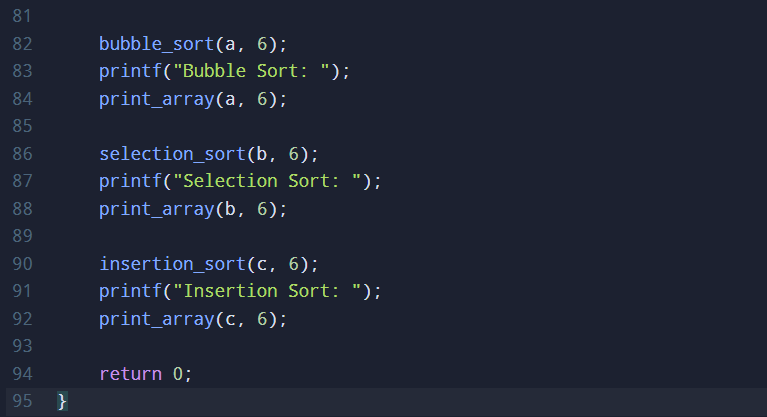 81
82 bubble_sort(a, 6);
83 printf("Bubble Sort: ");
84 print_array(a, 6);
85
86 selection_sort(b, 6);
87 printf("Selection Sort: ");
88 print_array(b, 6);
89
90 insertion_sort(c, 6);
91 printf("Insertion Sort: ");
92 print_array(c, 6);
93
94 return 0;
95 }